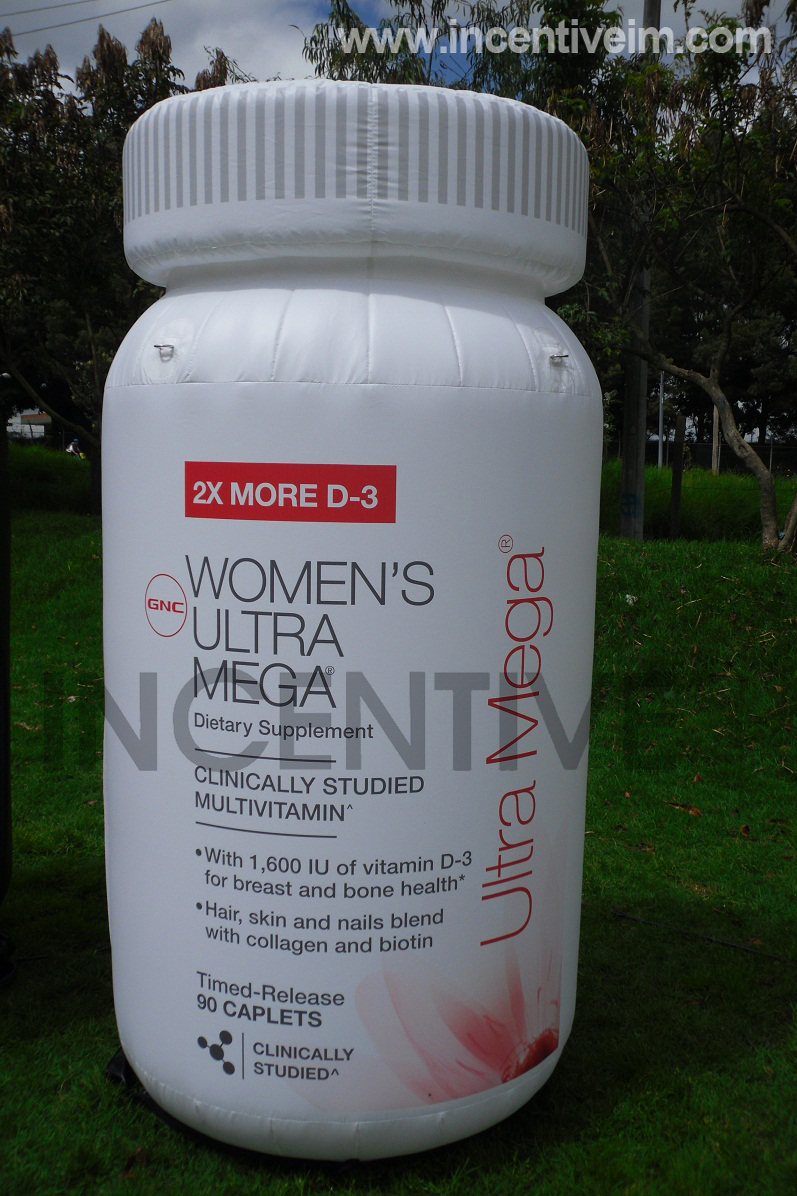 www.incentiveim.com
2X MORE D-3
GNC
WOMEN'S
ULTRA
MEGA®
Dietary Supplement
CLINICALLY STUDIED
MULTIVITAMIN^
•With 1,600 IU of vitamin D-3
for breast and bone health*
•Hair, skin and nails blend
with collagen and biotin
Timed-Release
90 CAPLETS
CLINICALLY
STUDIED^
Ultra Mega®
INCENTIVE